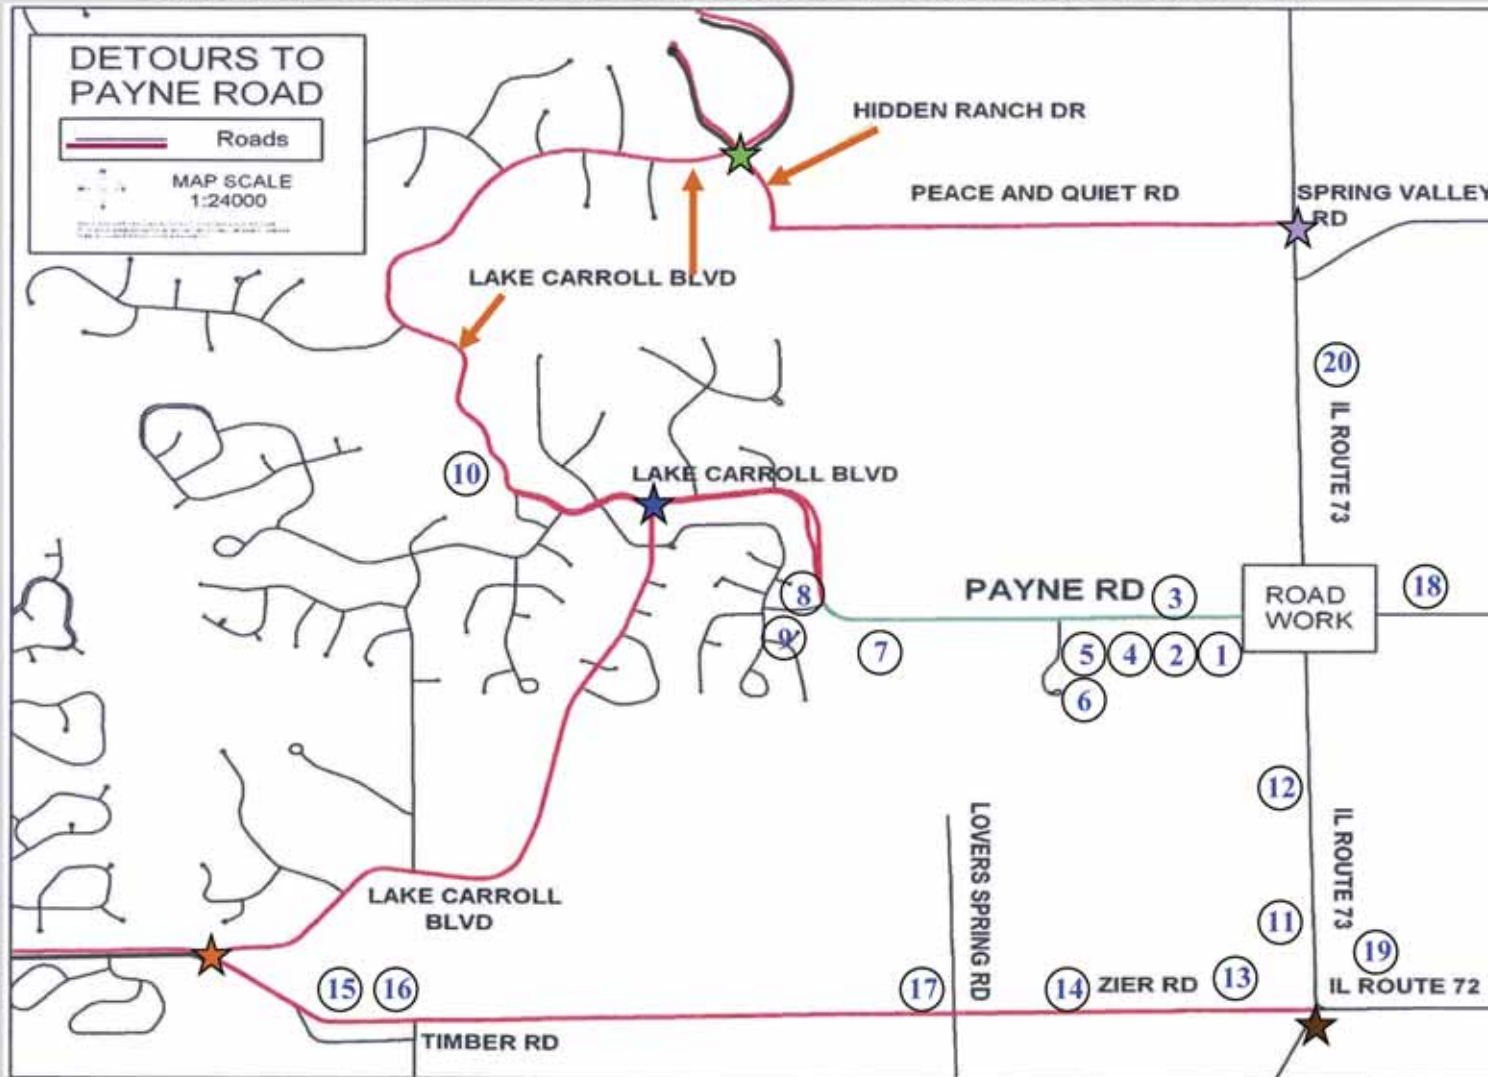 DETOURS TO
PAYNE ROAD
Roads
MAP SCALE
1:24000
HIDDEN RANCH DR
PEACE AND QUIET RD
SPRING VALLEY
RD
LAKE CARROLL BLVD
20
IL ROUTE 73
10
LAKE CARROLL BLVD
PAYNE RD
3
8
9
7
5
4
2
1
6
ROAD
WORK
18
12
LOVERS SPRING RD
IL ROUTE 73
11
19
LAKE CARROLL
BLVD
15
16
17
14
ZIER RD
13
IL ROUTE 72
TIMBER RD